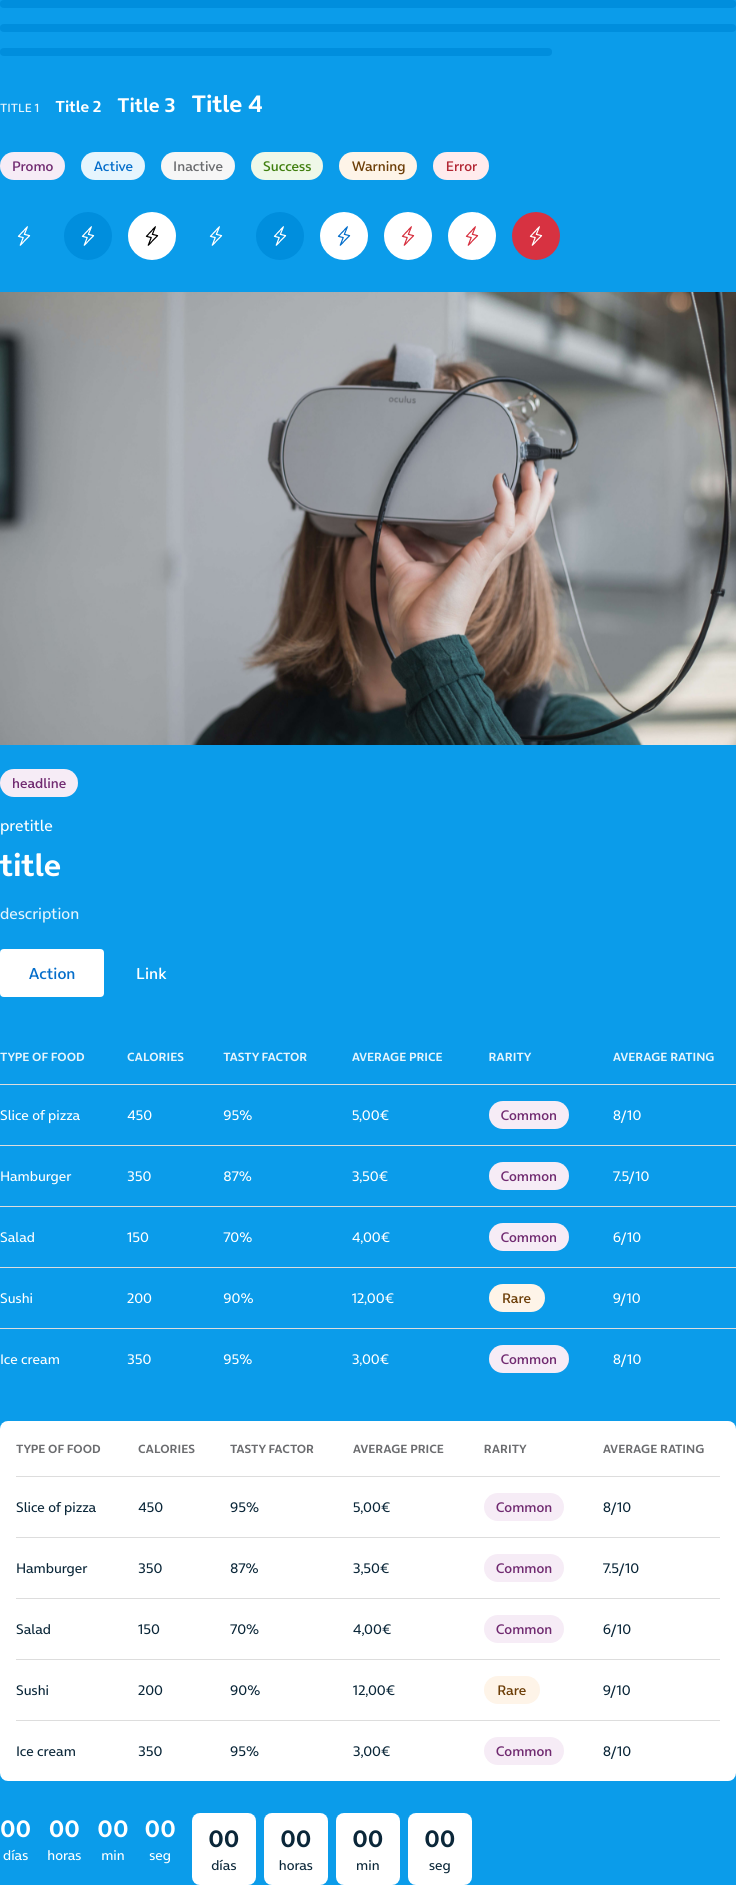 TITLE 1 Title 2 Title 3 Title 4
Promo Active Inactive Success Warning Error
oculus
headline
pretitle
title
description
Action Link
TYPE OF FOOD CALORIES TASTY FACTOR AVERAGE PRICE RARITY AVERAGE RATING
Slice of pizza 450 95% 5,00€ Common 8/10
Hamburger 350 87% 3,50€ Common 7.5/10
Salad 150 70% 4,00€ Common 6/10
Sushi 200 90% 12,00€ Rare 9/10
Ice cream 350 95% 3,00€ Common 8/10
TYPE OF FOOD CALORIES TASTY FACTOR AVERAGE PRICE RARITY AVERAGE RATING
Slice of pizza 450 95% 5,00€ Common 8/10
Hamburger 350 87% 3,50€ Common 7.5/10
Salad 150 70% 4,00€ Common 6/10
Sushi 200 90% 12,00€ Rare 9/10
Ice cream 350 95% 3,00€ Common 8/10
00 00 00 00 00 00 00 00
días horas min seg días horas min seg